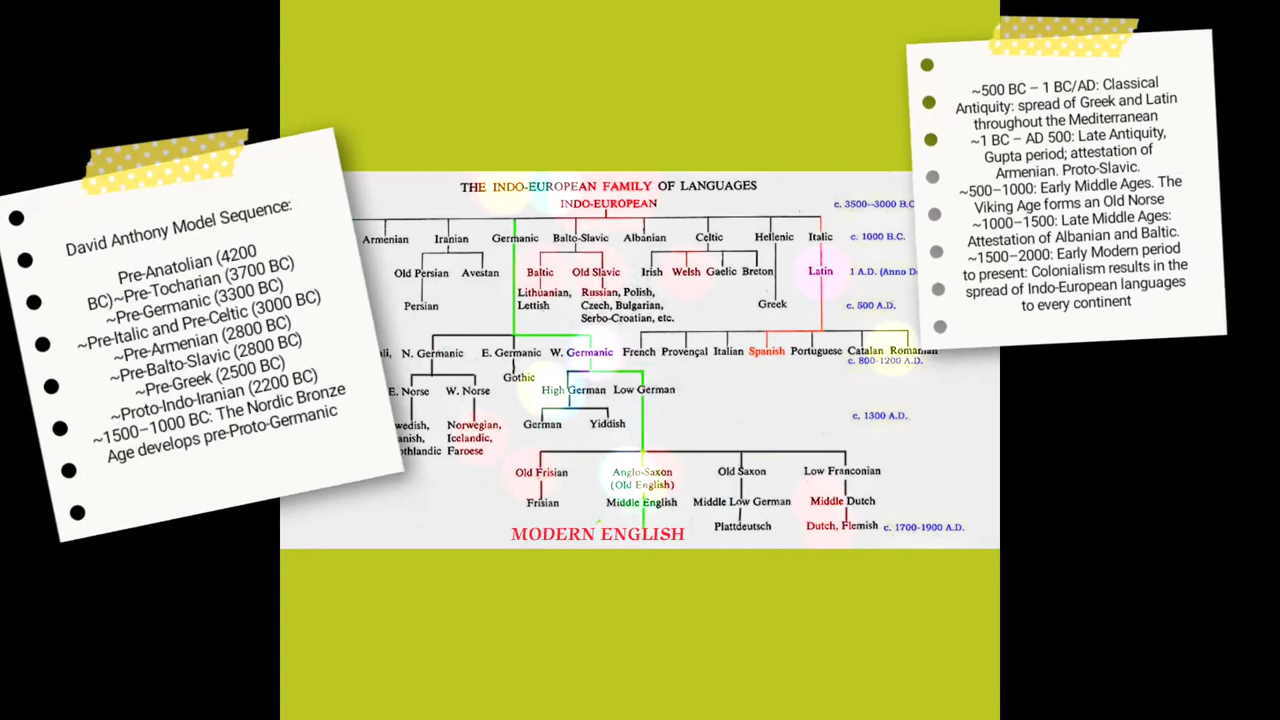 David Anthony Model Sequence:
Pre-Anatolian (4200
BC)~Pre-Tocharian (3700 BC)
~Pre-Germanic (3300 BC)
~Pre-Italic and Pre-Celtic (3000 BC)
~Pre-Armenian (2800 BC)
~Pre-Balto-Slavic (2800 BC)
~Pre-Greek (2500 BC)
~Proto-Indo-Iranian (2200 BC)
~1500–1000 BC: The Nordic Bronze
Age develops pre-Proto-Germanic
~500 BC – 1 BC/AD: Classical
Antiquity: spread of Greek and Latin
throughout the Mediterranean
~1 BC – AD 500: Late Antiquity,
Gupta period; attestation of
Armenian. Proto-Slavic.
~500–1000: Early Middle Ages. The
Viking Age forms an Old Norse
~1000–1500: Late Middle Ages:
Attestation of Albanian and Baltic.
~1500–2000: Early Modern period
to present: Colonialism results in the
spread of Indo-European languages
to every continent
THE INDO-EUROPEAN FAMILY OF LANGUAGES
INDO-EUROPEAN
c. 3500--3000 B.C
Armenian Iranian Germanic Balto-Slavic Albanian Celtic Hellenic Italic c. 1000 B.C.
Old Persian Avestan Baltic Old Slavic Irish Welsh Gaelic Breton Latin 1 A.D. (Anno D
Persian Lithuanian, Russian, Polish, Greek c. 500 A.D.
Lettish Czech, Bulgarian,
Serbo-Croatian, etc.
N. Germanic E. Germanic W. Germanic French Provençal Italian Spanish Portuguese Catalan Romanian
c. 800-1200 A.D.
Gothic
E. Norse W. Norse High German Low German
c. 1300 A.D.
wedish, Norwegian, German Yiddish
anish, Icelandic,
othlandic Faroese
Old Frisian Anglo-Saxon Old Saxon Low Franconian
(Old English)
Frisian Middle English Middle Low German Middle Dutch
Plattdeutsch Dutch, Flemish c. 1700-1900 A.D.
MODERN ENGLISH